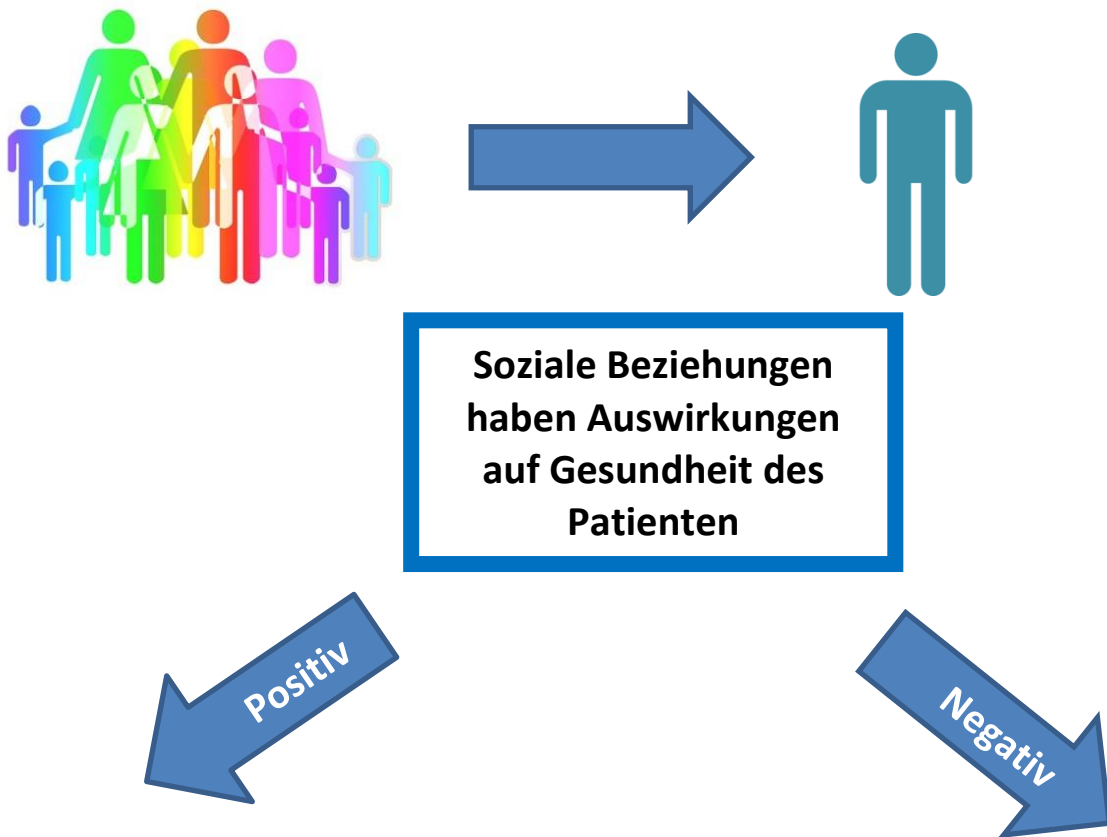 Soziale Beziehungen
haben Auswirkungen
auf Gesundheit des
Patienten
Positiv
Negativ